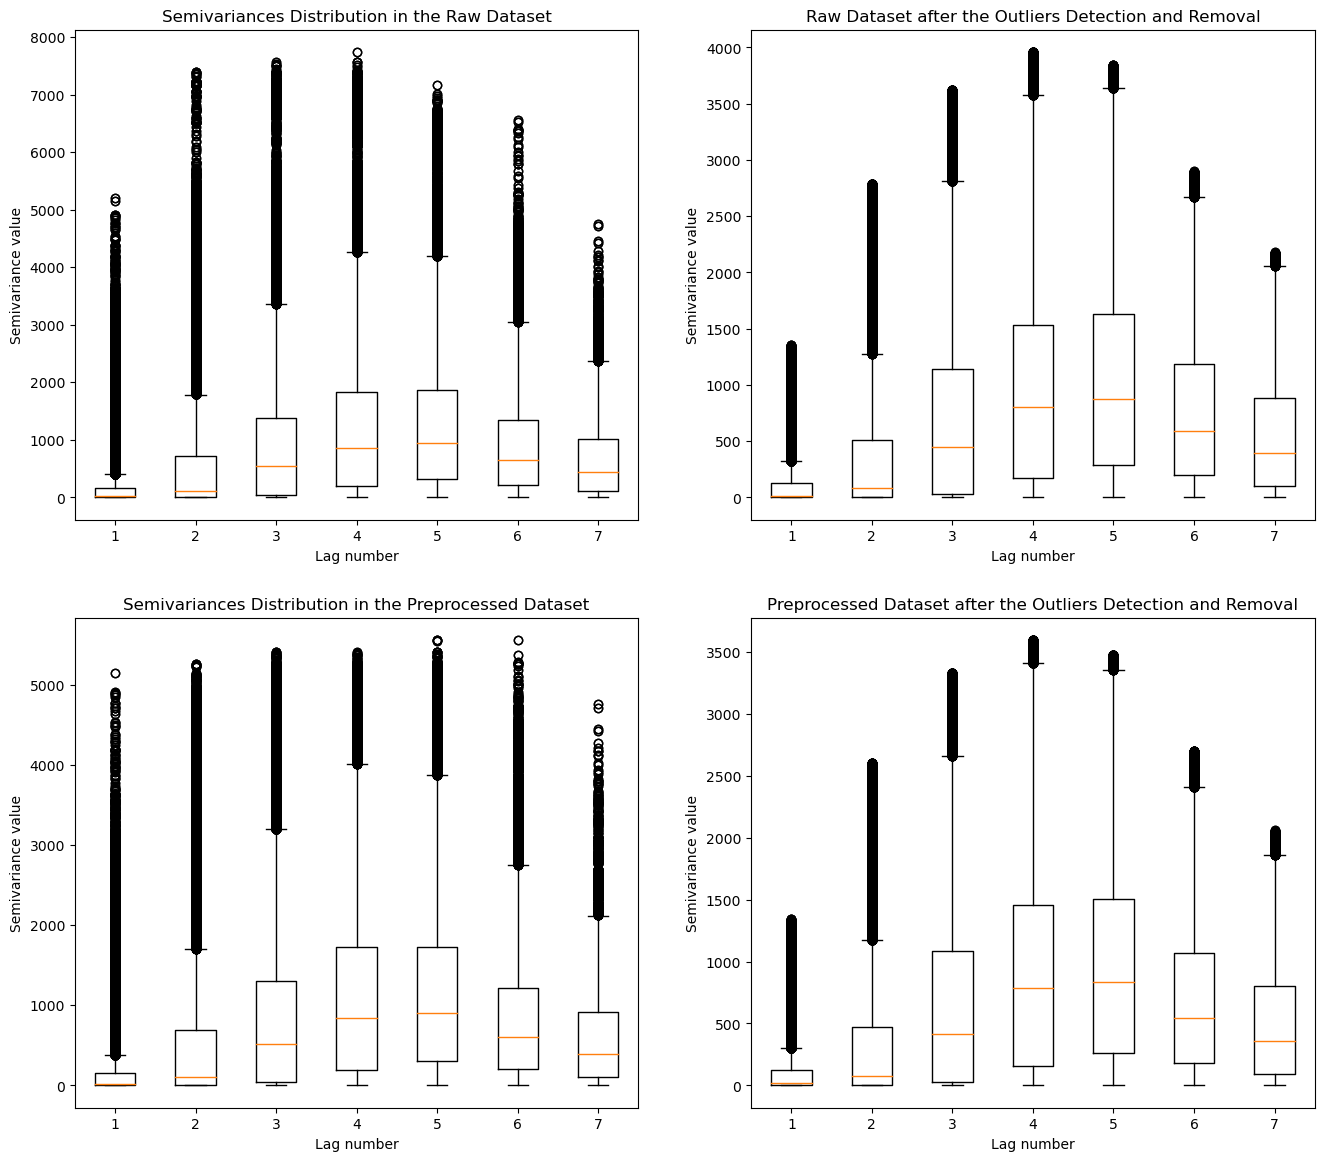 Semivariances Distribution in the Raw Dataset
8000
7000
6000
5000
4000
3000
2000
1000
0
Semivariance value
1 2 3 4 5 6 7
Lag number
Raw Dataset after the Outliers Detection and Removal
4000
3500
3000
2500
2000
1500
1000
500
0
Semivariance value
1 2 3 4 5 6 7
Lag number
Semivariances Distribution in the Preprocessed Dataset
5000
4000
3000
2000
1000
0
Semivariance value
1 2 3 4 5 6 7
Lag number
Preprocessed Dataset after the Outliers Detection and Removal
3500
3000
2500
2000
1500
1000
500
0
Semivariance value
1 2 3 4 5 6 7
Lag number